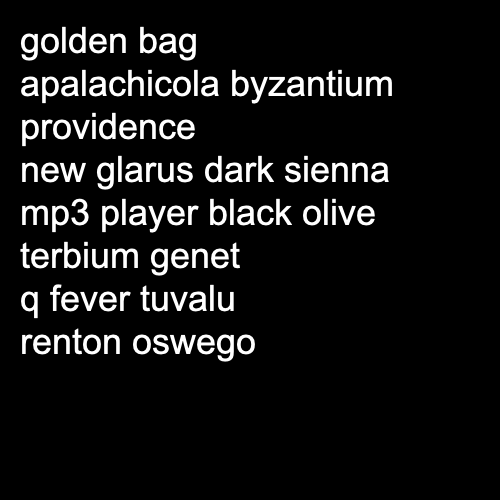 golden bag
apalachicola byzantium
providence
new glarus dark sienna
mp3 player black olive
terbium genet
q fever tuvalu
renton oswego